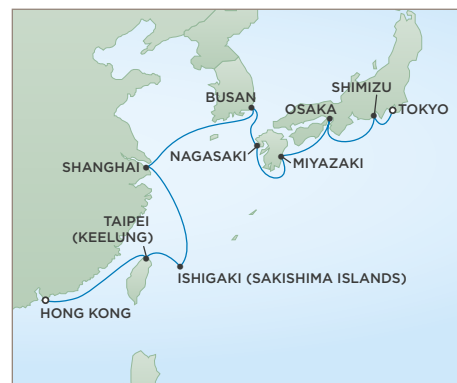 SHIMIZU
BUSAN
OSAKA
TOKYO
NAGASAKI
MIYAZAKI
SHANGHAI
TAIPEI
(KEELUNG)
ISHIGAKI (SAKISHIMA ISLANDS)
HONG KONG